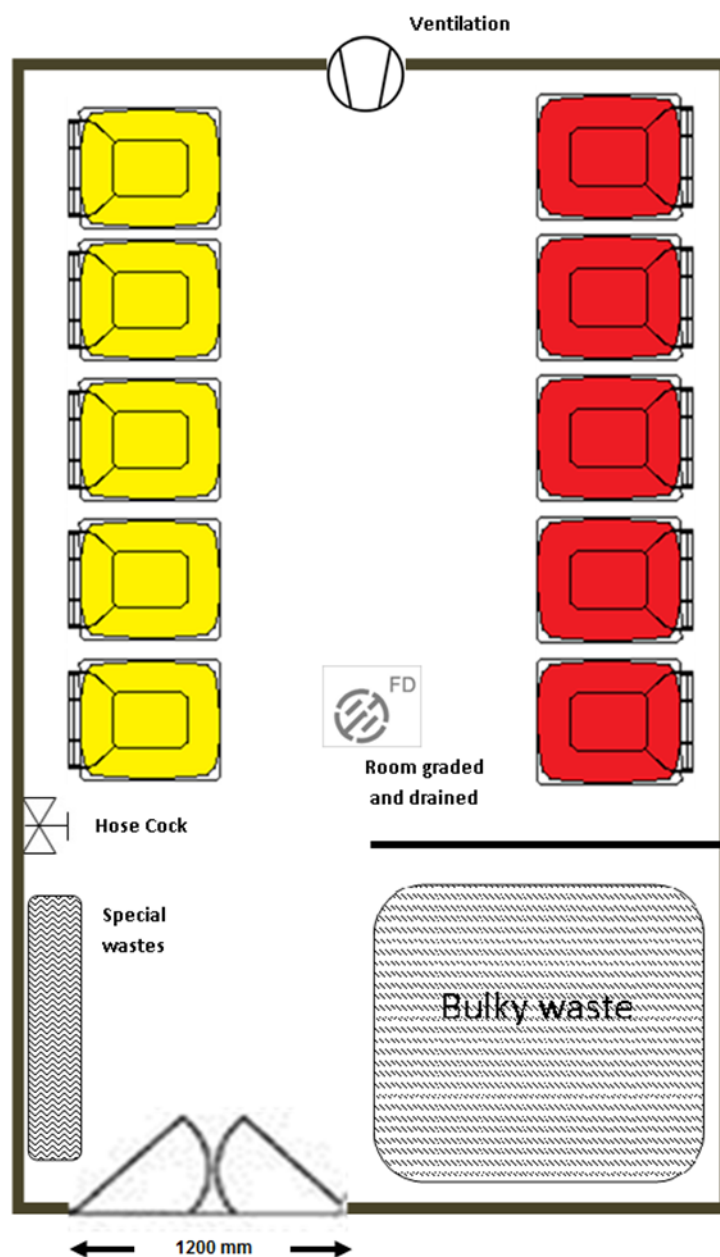 Ventilation
FD
Room graded
and drained
Hose Cock
Special
wastes
Bulky waste
1200 mm